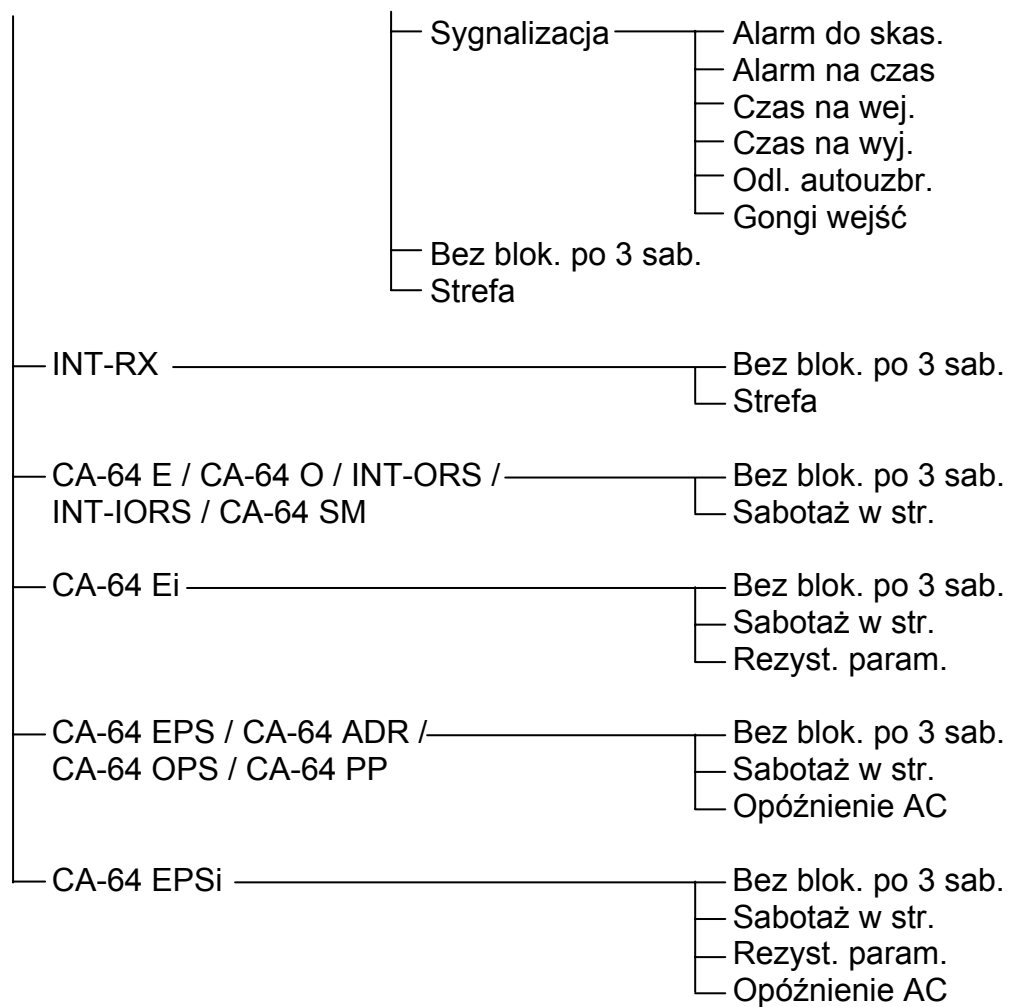 Sygnalizacja Alarm do skas.
Alarm na czas
Czas na wej.
Czas na wyj.
Odl. autouzbr.
Gongi wejść
Bez blok. po 3 sab.
Strefa
INT-RX Bez blok. po 3 sab.
Strefa
CA-64 E / CA-64 O / INT-ORS / Bez blok. po 3 sab.
INT-IORS / CA-64 SM Sabotaż w str.
CA-64 Ei Bez blok. po 3 sab.
Sabotaż w str.
Rezyst. param.
CA-64 EPS / CA-64 ADR / Bez blok. po 3 sab.
CA-64 OPS / CA-64 PP Sabotaż w str.
Opóźnienie AC
CA-64 EPSi Bez blok. po 3 sab.
Sabotaż w str.
Rezyst. param.
Opóźnienie AC